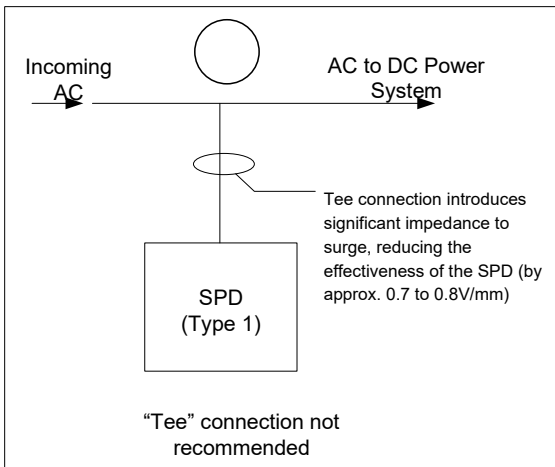 Incoming
AC
AC to DC Power
System
Tee connection introduces
significant impedance to
surge, reducing the
effectiveness of the SPD (by
approx. 0.7 to 0.8V/mm)
SPD
(Type 1)
“Tee” connection not
recommended